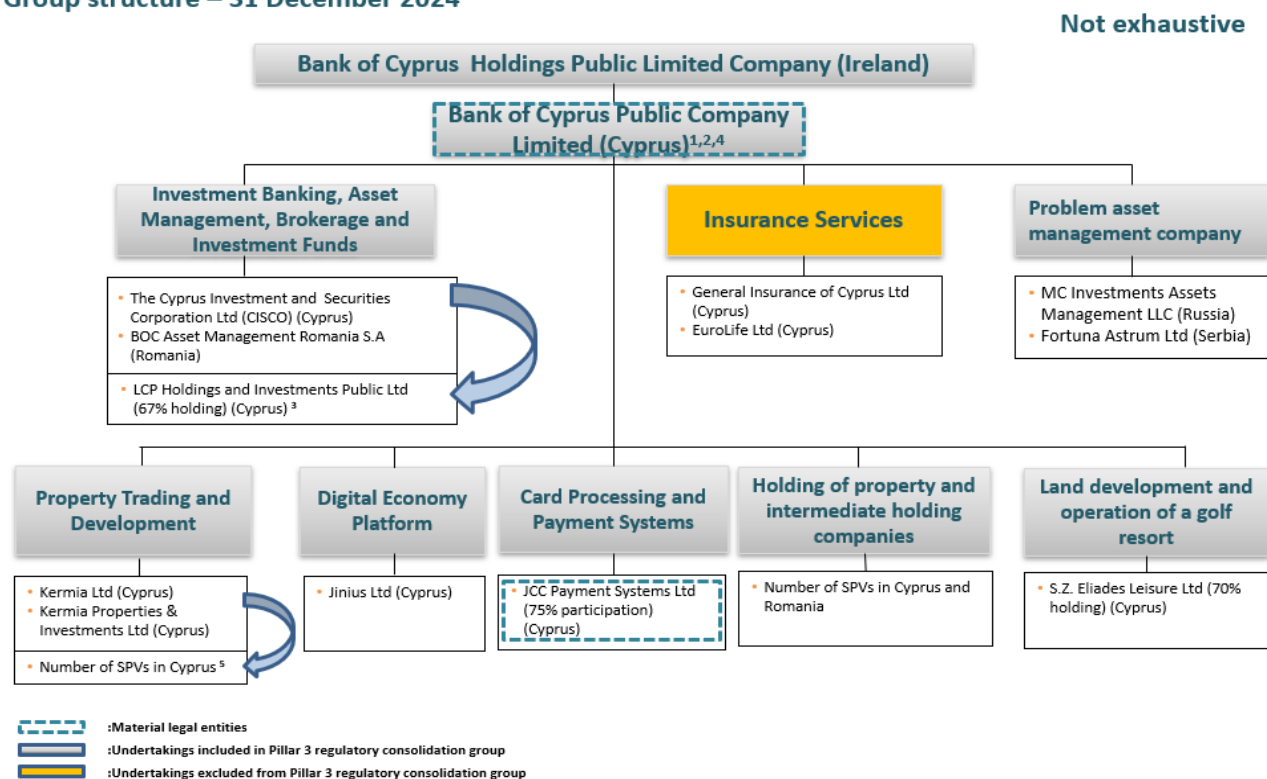 Group structure – 31 December 2024
Not exhaustive
Bank of Cyprus Holdings Public Limited Company (Ireland)
Bank of Cyprus Public Company
Limited (Cyprus)1,2,4
Investment Banking, Asset
Management, Brokerage and
Investment Funds
Insurance Services
Problem asset
management company
• The Cyprus Investment and Securities
Corporation Ltd (CISCO) (Cyprus)
• BOC Asset Management Romania S.A
(Romania)
• LCP Holdings and Investments Public Ltd
(67% holding) (Cyprus) 3
• General Insurance of Cyprus Ltd
(Cyprus)
• EuroLife Ltd (Cyprus)
• MC Investments Assets
Management LLC (Russia)
• Fortuna Astrum Ltd (Serbia)
Property Trading and
Development
Digital Economy
Platform
Card Processing and
Payment Systems
Holding of property and
intermediate holding
companies
Land development and
operation of a golf
resort
• Kermia Ltd (Cyprus)
• Kermia Properties &
Investments Ltd (Cyprus)
• Number of SPVs in Cyprus 5
• Jinius Ltd (Cyprus)
• JCC Payment Systems Ltd
(75% participation)
(Cyprus)
• Number of SPVs in Cyprus and
Romania
• S.Z. Eliades Leisure Ltd (70%
holding) (Cyprus)
:Material legal entities
:Undertakings included in Pillar 3 regulatory consolidation group
:Undertakings excluded from Pillar 3 regulatory consolidation group